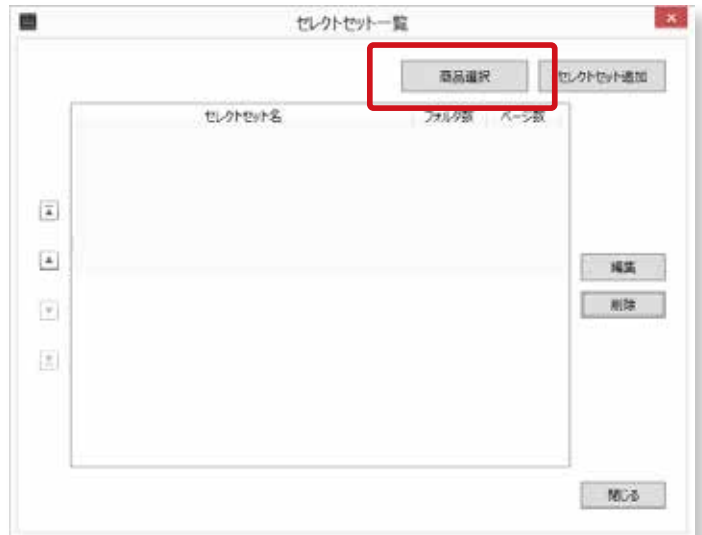 セレクトセット一覧
商品選択
セレクトセット追加
セレクトセット名 フォルダ数 ページ数
編集
削除
閉じる